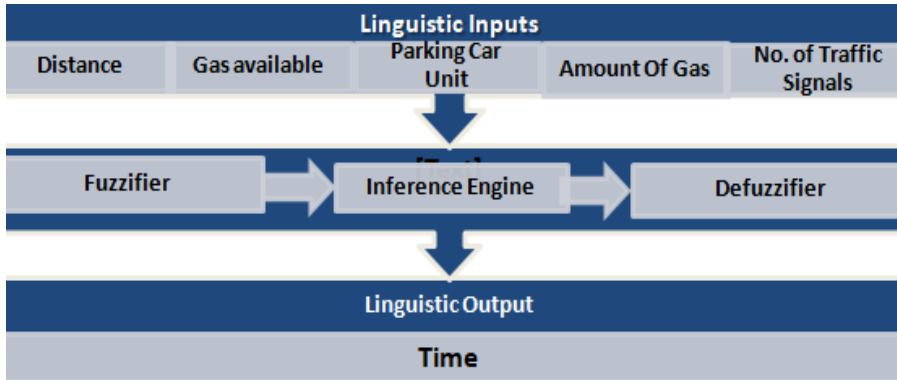 Linguistic Inputs
Distance
Gas available
Parking Car
Unit
Amount Of Gas
No. of Traffic
Signals
[Text]
Fuzzifier
Inference Engine
Defuzzifier
Linguistic Output
Time